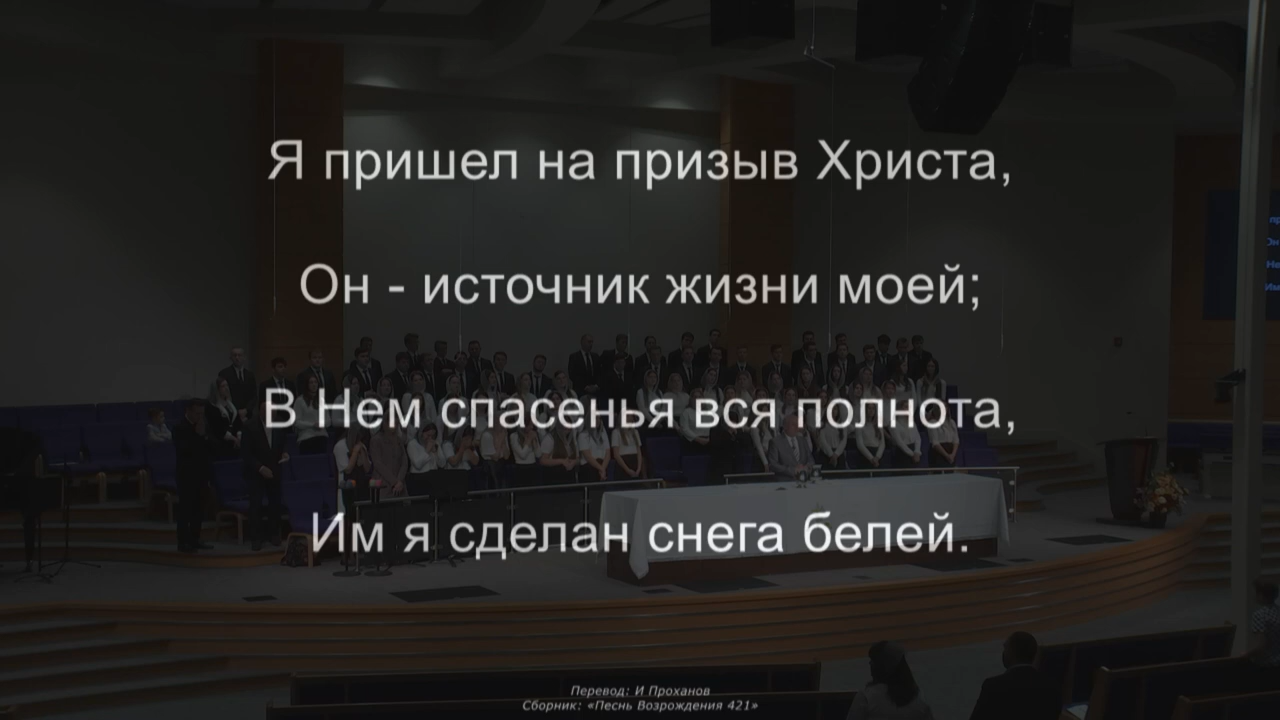 Я пришел на призыв Христа,
Он - источник жизни моей;
В Нем спасенья вся полнота,
Им я сделан снега белей.
Перевод: И Проханов
Сборник: «Песнь Возрождения 421»